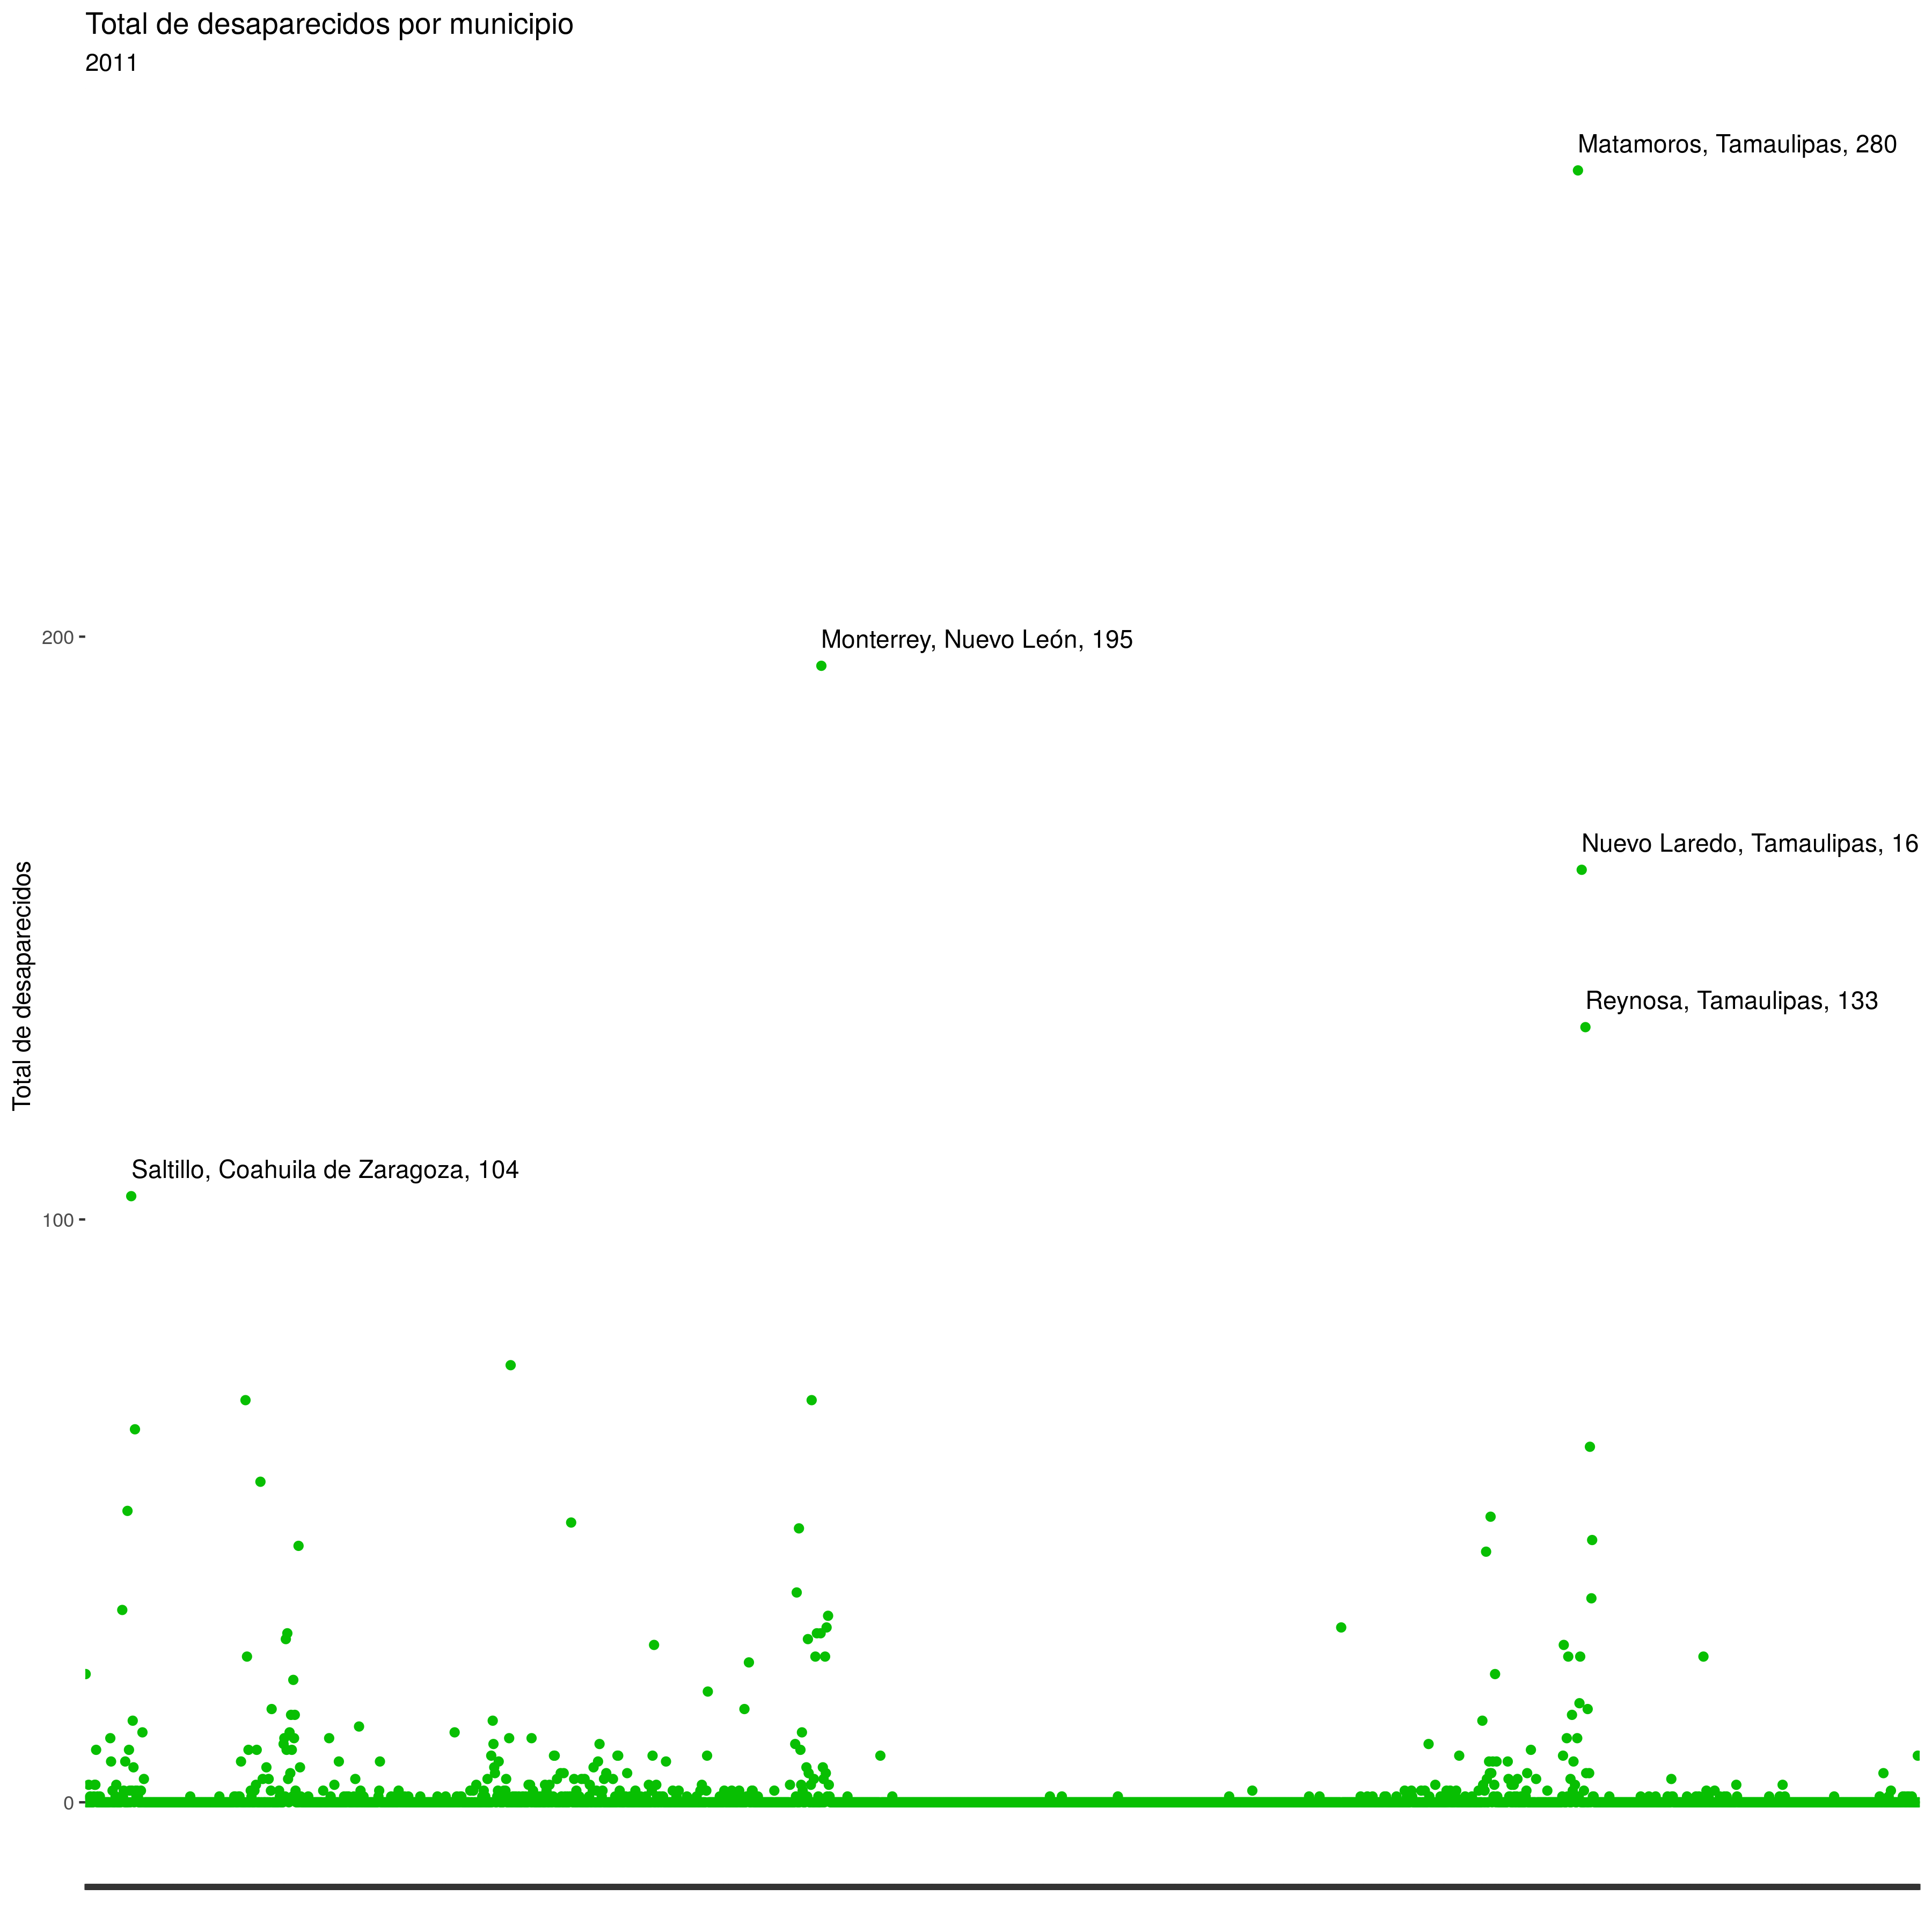 Total de desaparecidos por municipio
2011
Matamoros, Tamaulipas, 280
200
Monterrey, Nuevo León, 195
Nuevo Laredo, Tamaulipas, 16
Total de desaparecidos
Reynosa, Tamaulipas, 133
Saltillo, Coahuila de Zaragoza, 104
100
0